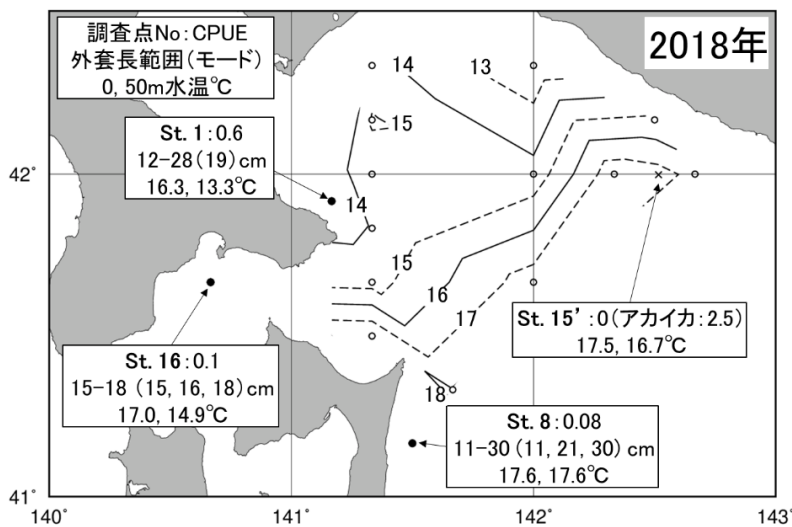 調査点No:CPUE
外套長範囲(モード)
0, 50m水温℃
2018年
14
13
15
St. 1:0.6
12-28(19)cm
16.3, 13.3℃
42°
14
15
16
17
St. 15’:0(アカイカ:2.5)
17.5, 16.7℃
St. 16:0.1
15-18 (15, 16, 18) cm
17.0, 14.9℃
18
St. 8:0.08
11-30 (11, 21, 30) cm
17.6, 17.6℃
41°
140° 141° 142° 143°